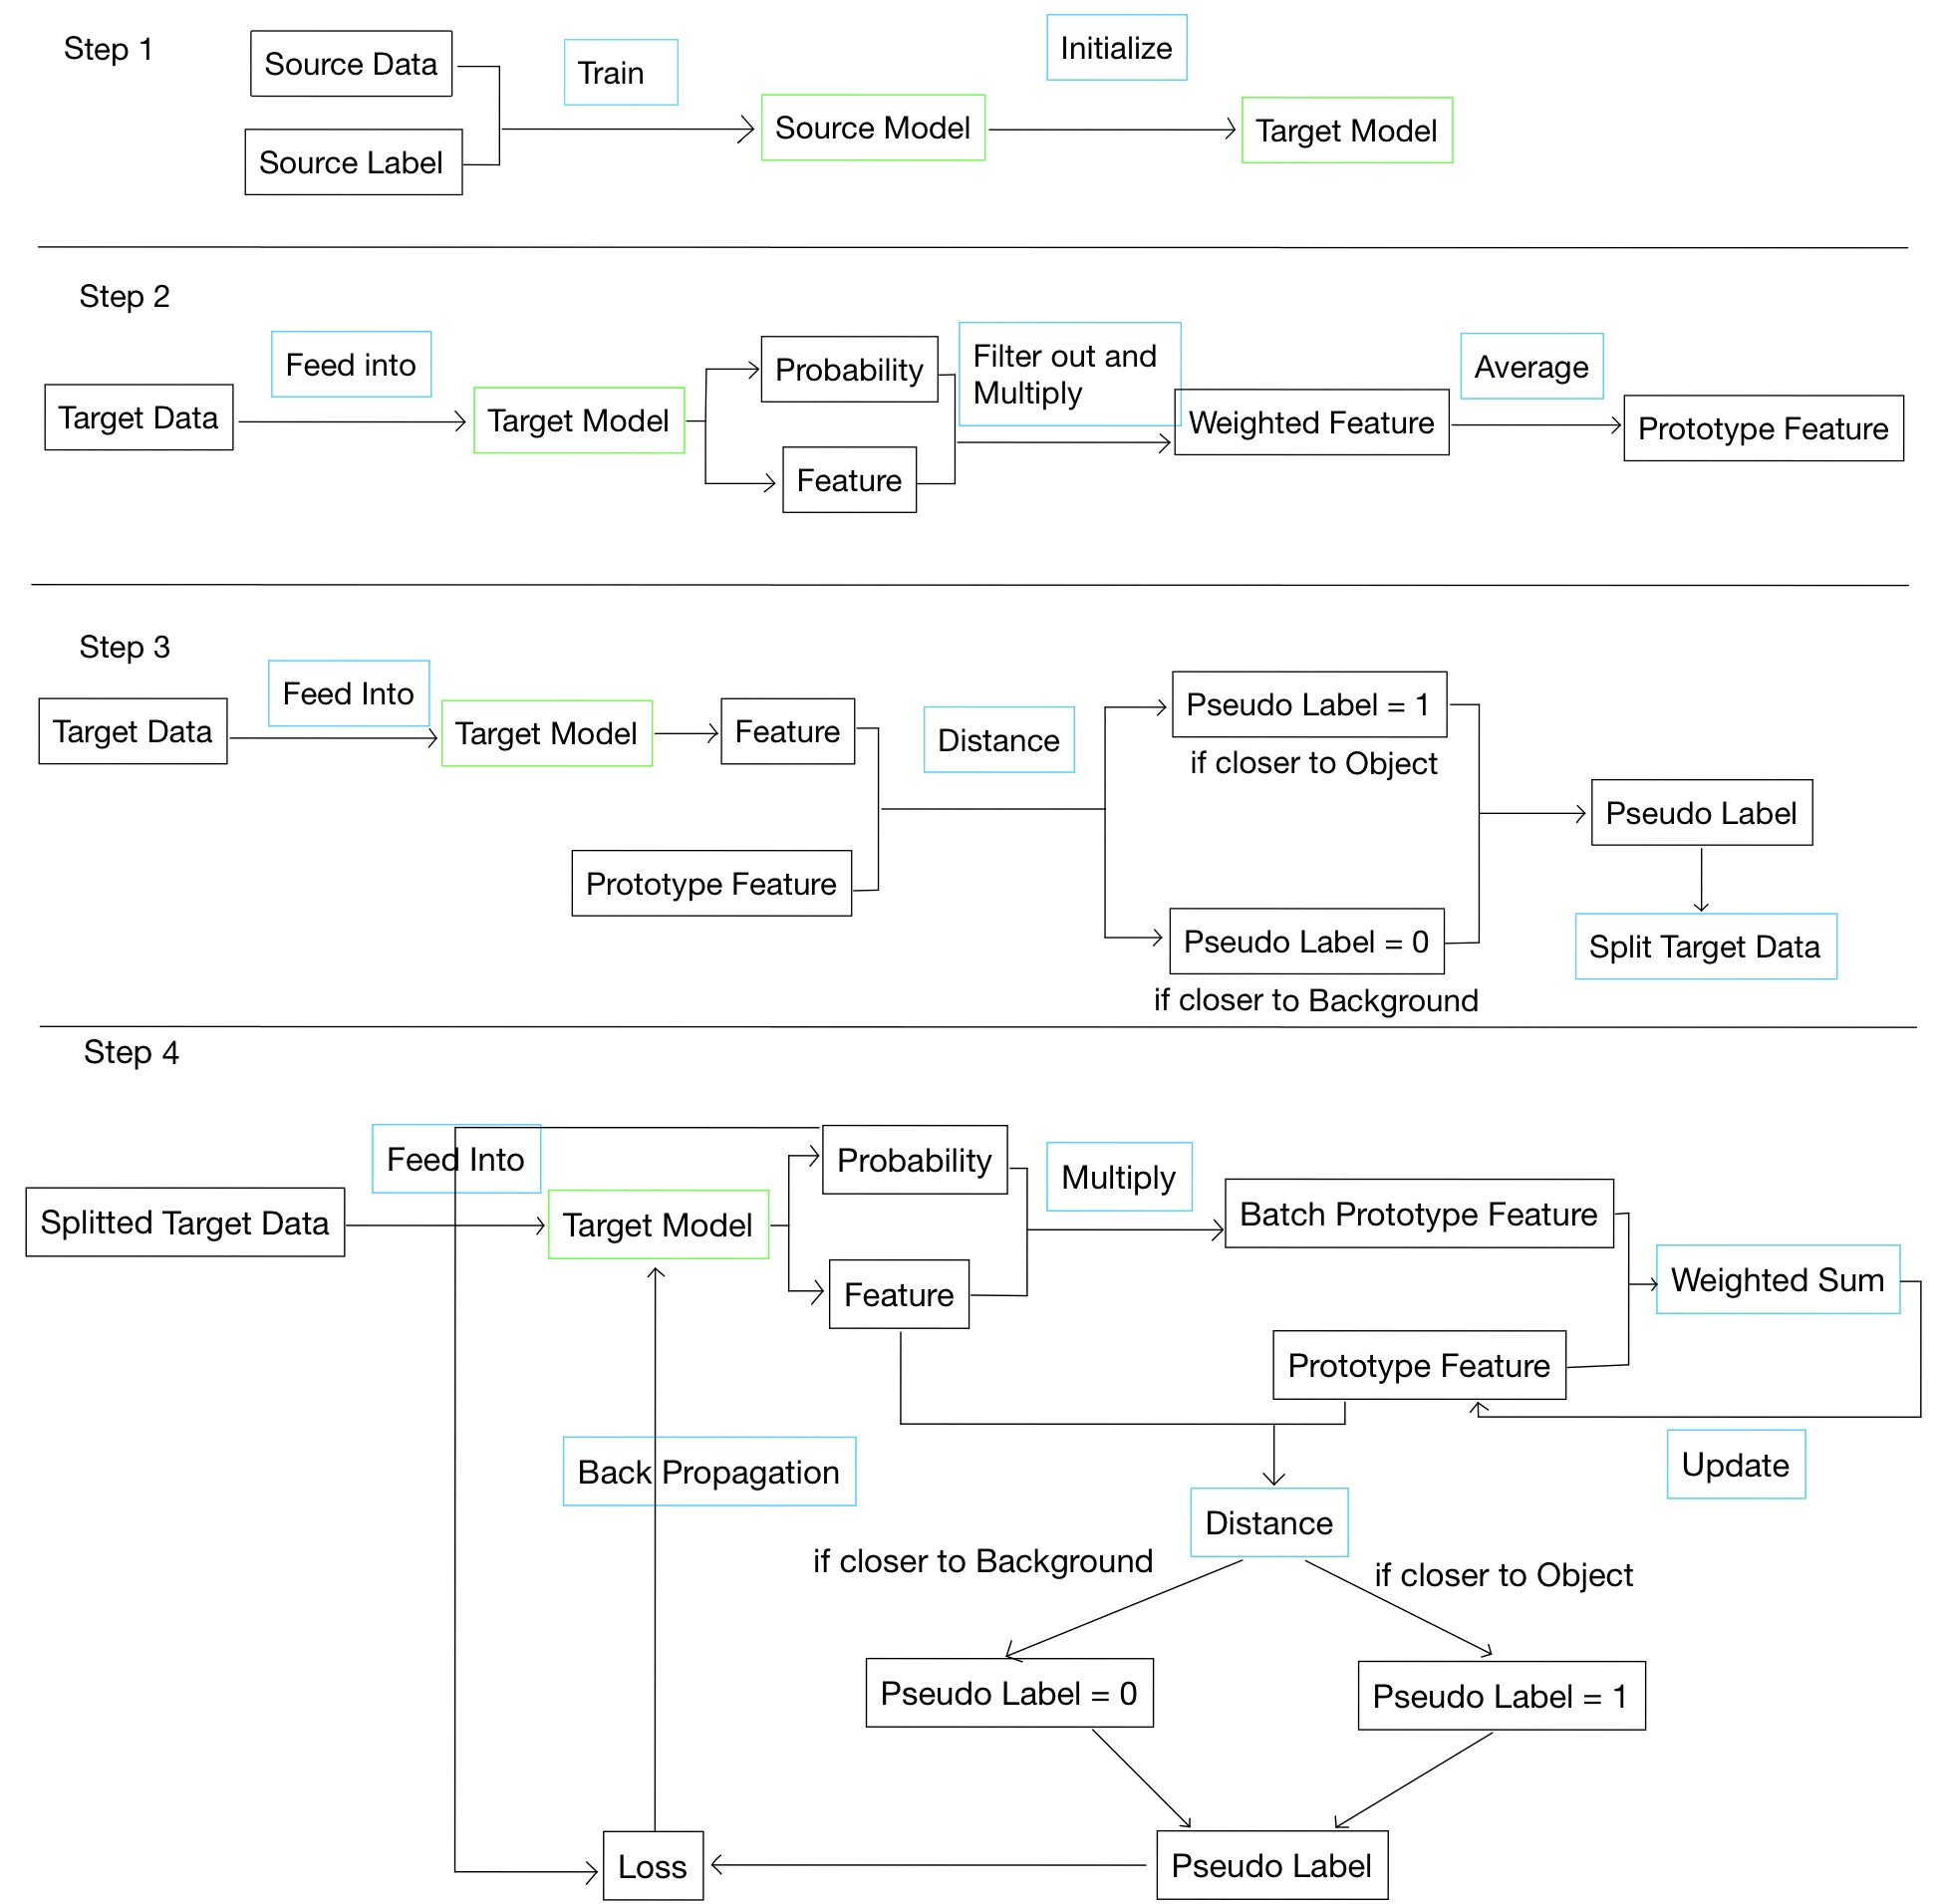 Step 1
Source Data
Train
Initialize
Source Label
Source Model
Target Model
Step 2
Feed into
Target Data
Target Model
Probability
Feature
Filter out and
Multiply
Weighted Feature
Average
Prototype Feature
Step 3
Feed Into
Target Data
Target Model
Feature
Prototype Feature
Distance
Pseudo Label = 1
if closer to Object
Pseudo Label = 0
if closer to Background
Pseudo Label
Split Target Data
Step 4
Feed Into
Splitted Target Data
Target Model
Probability
Feature
Multiply
Batch Prototype Feature
Weighted Sum
Prototype Feature
Update
Back Propagation
Distance
if closer to Background
if closer to Object
Pseudo Label = 0
Pseudo Label = 1
Loss
Pseudo Label